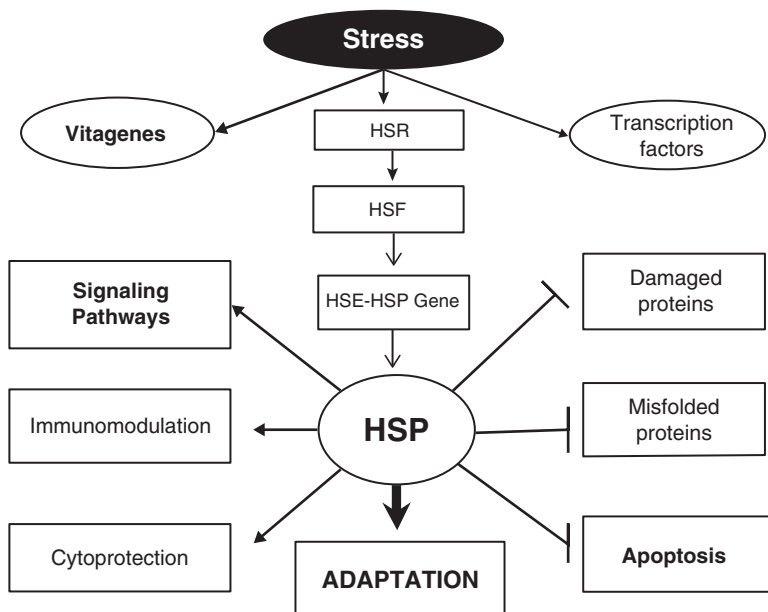 Stress
Vitagenes
HSR
Transcription
factors
HSF
Signaling
Pathways
HSE-HSP Gene
Damaged
proteins
Immunomodulation
HSP
Misfolded
proteins
Cytoprotection
ADAPTATION
Apoptosis